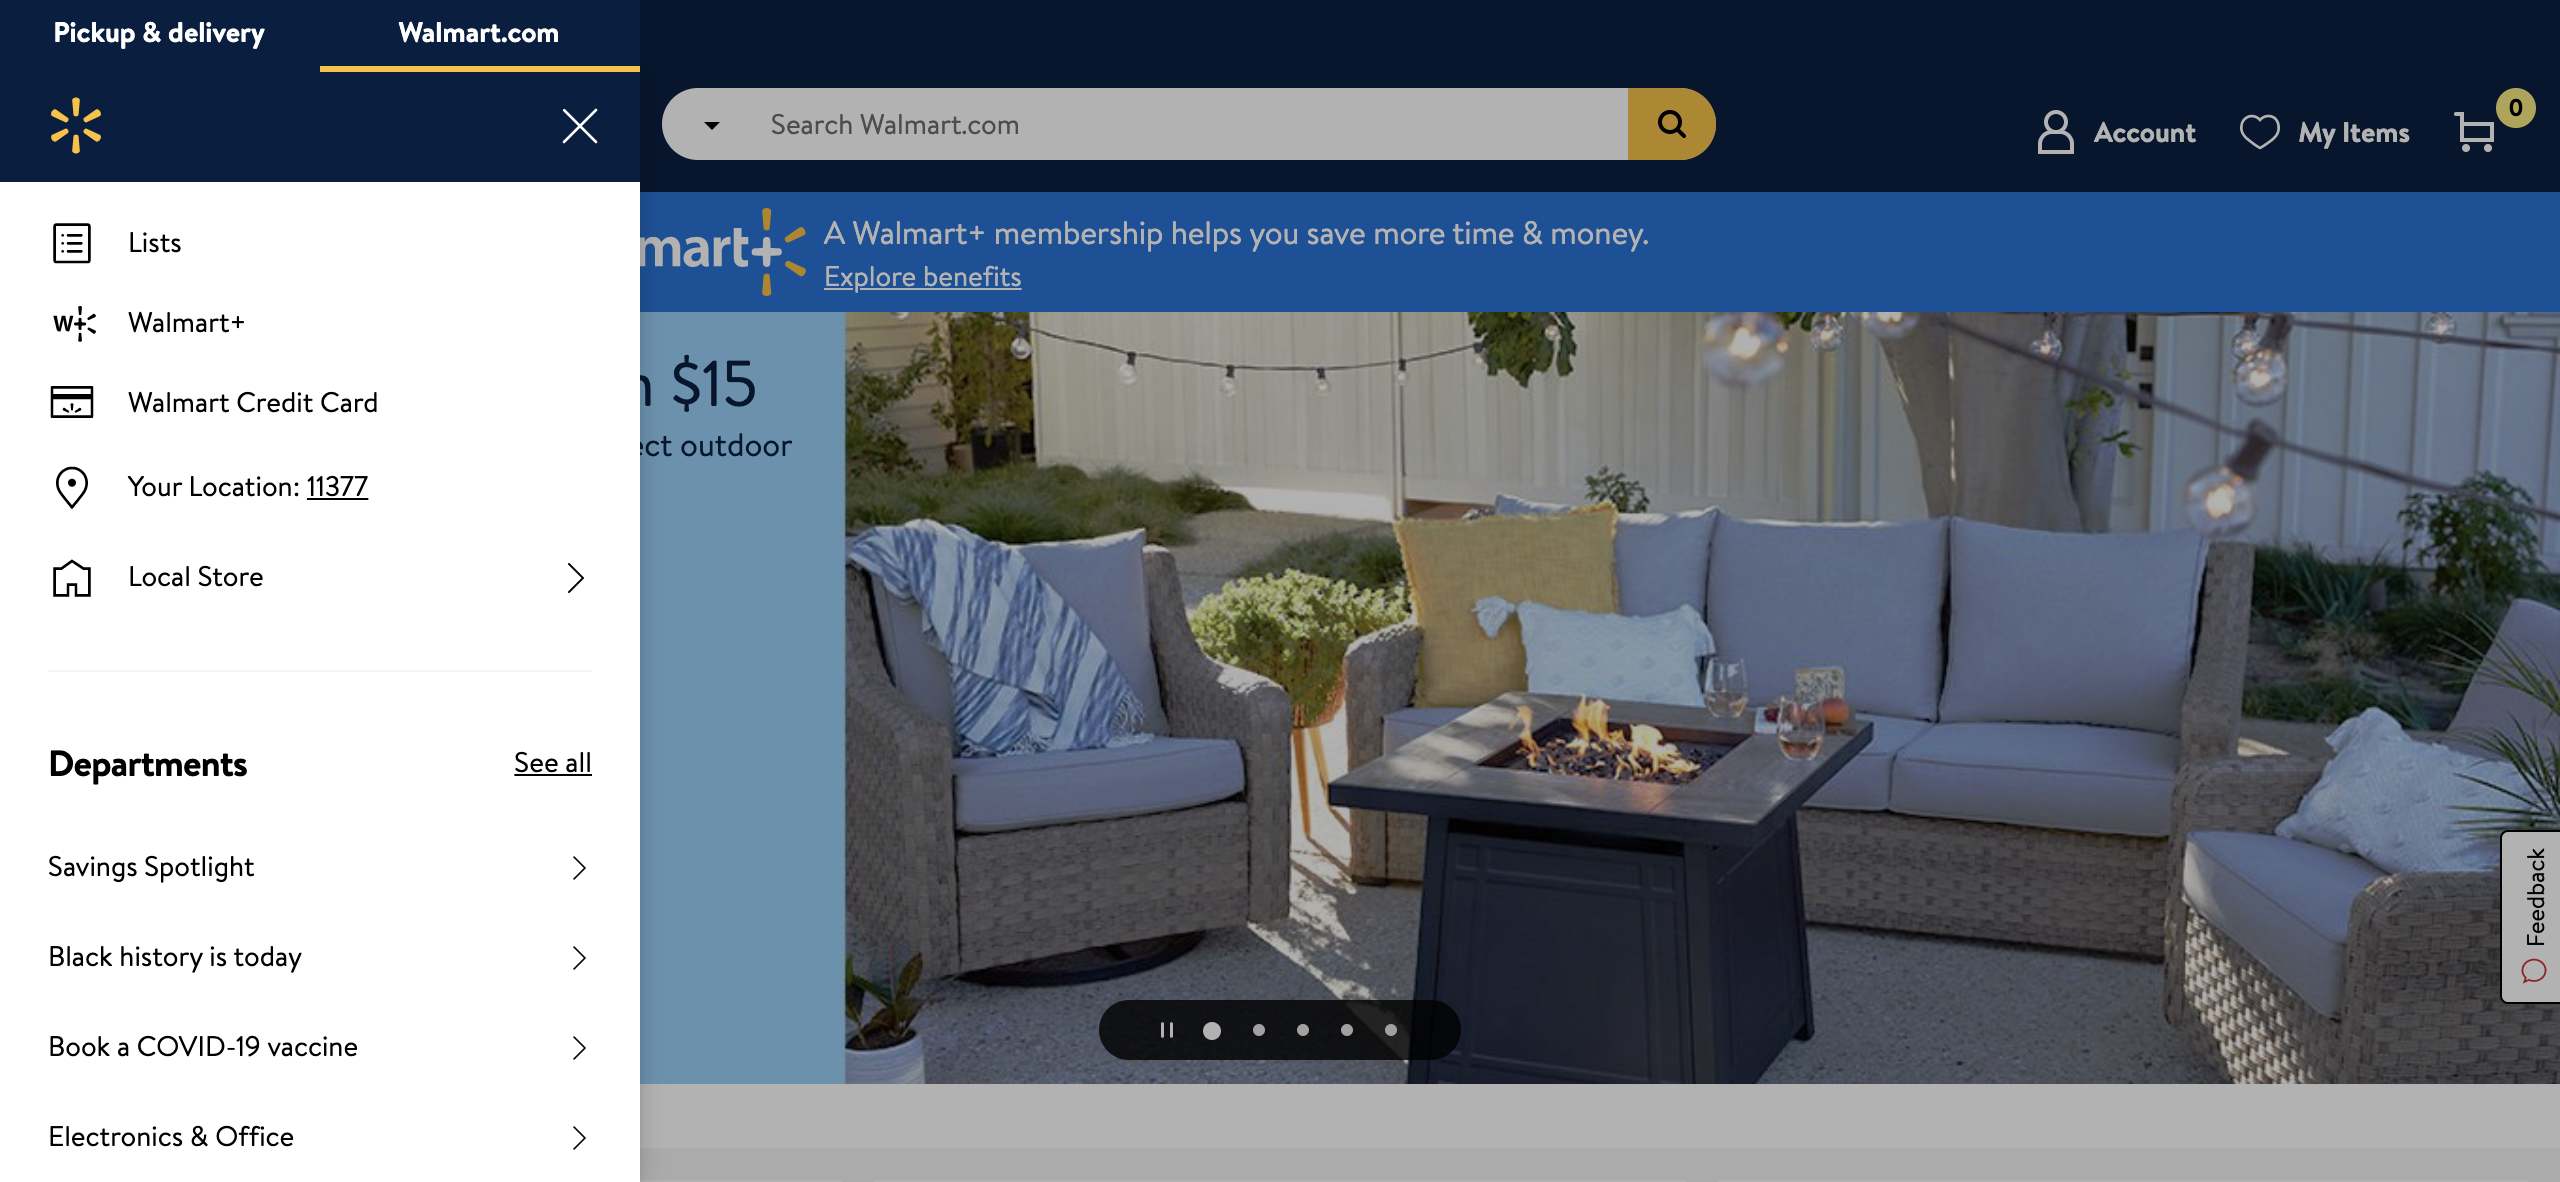 Pickup & delivery
Walmart.com
Search Walmart.com
Account
My Items
0
mart+
A Walmart+ membership helps you save more time & money.
Explore benefits
Lists
W+
Walmart+
Walmart Credit Card
Your Location: 11377
Local Store
$15
outdoor
Departments
See all
Savings Spotlight
Black history is today
Book a COVID-19 vaccine
Electronics & Office
Feedback